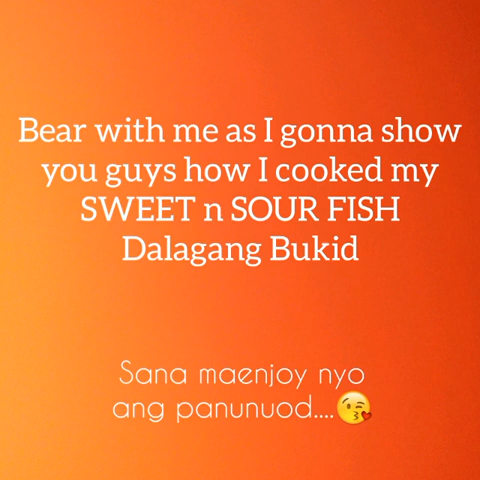 Bear with me as I gonna show
you guys how I cooked my
SWEET n SOUR FISH
Dalagang Bukid
Sana maenjoy nyo
ang panunuod....😘